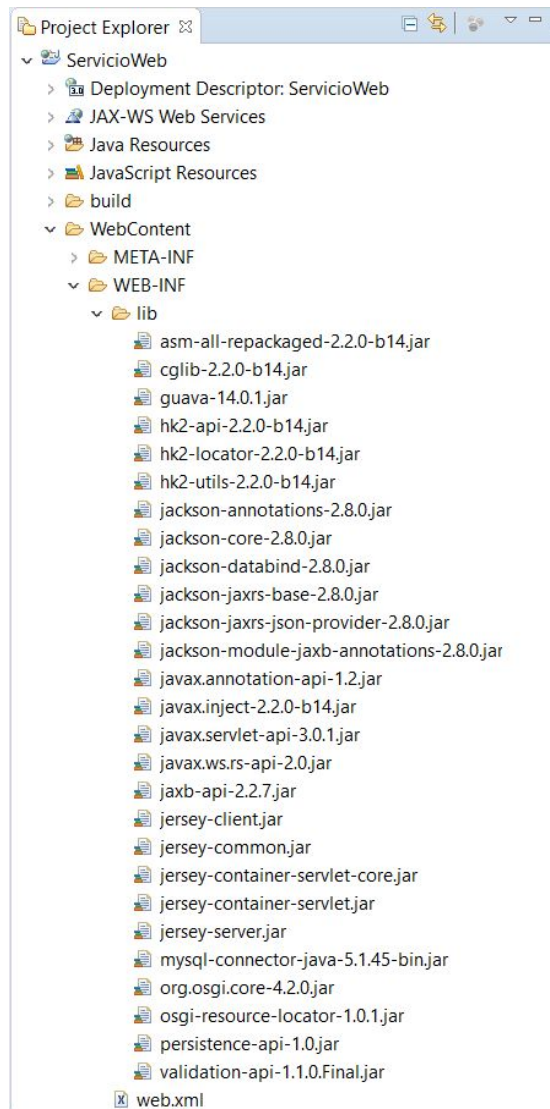 Project Explorer
ServicioWeb
3.0 Deployment Descriptor: ServicioWeb
JAX-WS Web Services
Java Resources
JavaScript Resources
build
WebContent
META-INF
WEB-INF
lib
asm-all-repackaged-2.2.0-b14.jar
cglib-2.2.0-b14.jar
guava-14.0.1.jar
hk2-api-2.2.0-b14.jar
hk2-locator-2.2.0-b14.jar
hk2-utils-2.2.0-b14.jar
jackson-annotations-2.8.0.jar
jackson-core-2.8.0.jar
jackson-databind-2.8.0.jar
jackson-jaxrs-base-2.8.0.jar
jackson-jaxrs-json-provider-2.8.0.jar
jackson-module-jaxb-annotations-2.8.0.jar
javax.annotation-api-1.2.jar
javax.inject-2.2.0-b14.jar
javax.servlet-api-3.0.1.jar
javax.ws.rs-api-2.0.jar
jaxb-api-2.2.7.jar
jersey-client.jar
jersey-common.jar
jersey-container-servlet-core.jar
jersey-container-servlet.jar
jersey-server.jar
mysql-connector-java-5.1.45-bin.jar
org.osgi.core-4.2.0.jar
osgi-resource-locator-1.0.1.jar
persistence-api-1.0.jar
validation-api-1.1.0.Final.jar
web.xml